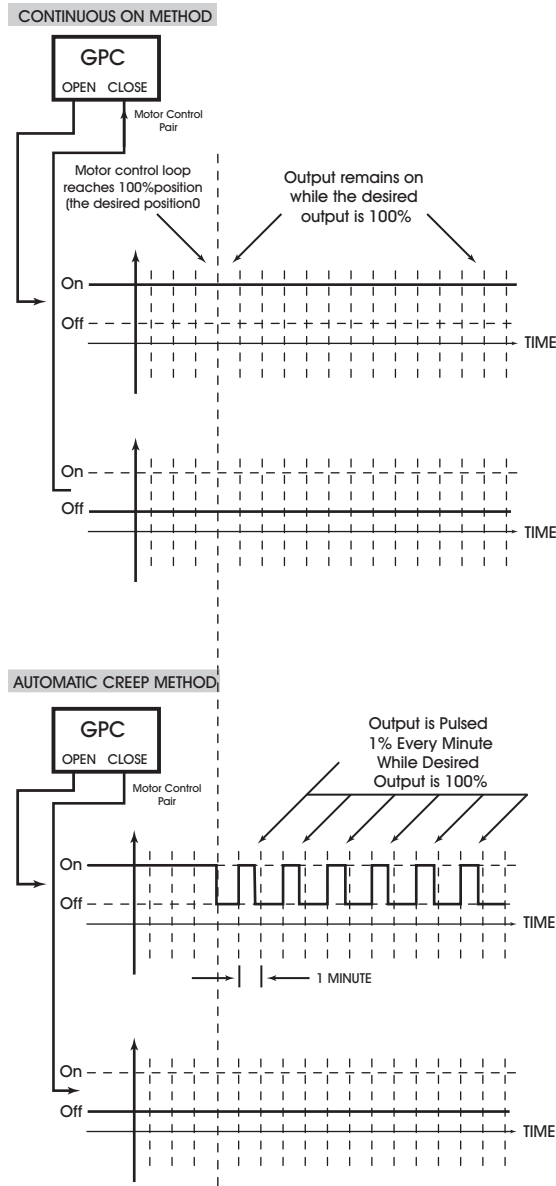 CONTINUOUS ON METHOD
GPC
OPEN CLOSE
Motor Control
Pair
Motor control loop
reaches 100%position
(the desired position0
Output remains on
while the desired
output is 100%
On
Off
TIME
On
Off
TIME
AUTOMATIC CREEP METHOD
GPC
OPEN CLOSE
Motor Control
Pair
Output is Pulsed
1% Every Minute
While Desired
Output is 100%
On
Off
TIME
1 MINUTE
On
Off
TIME